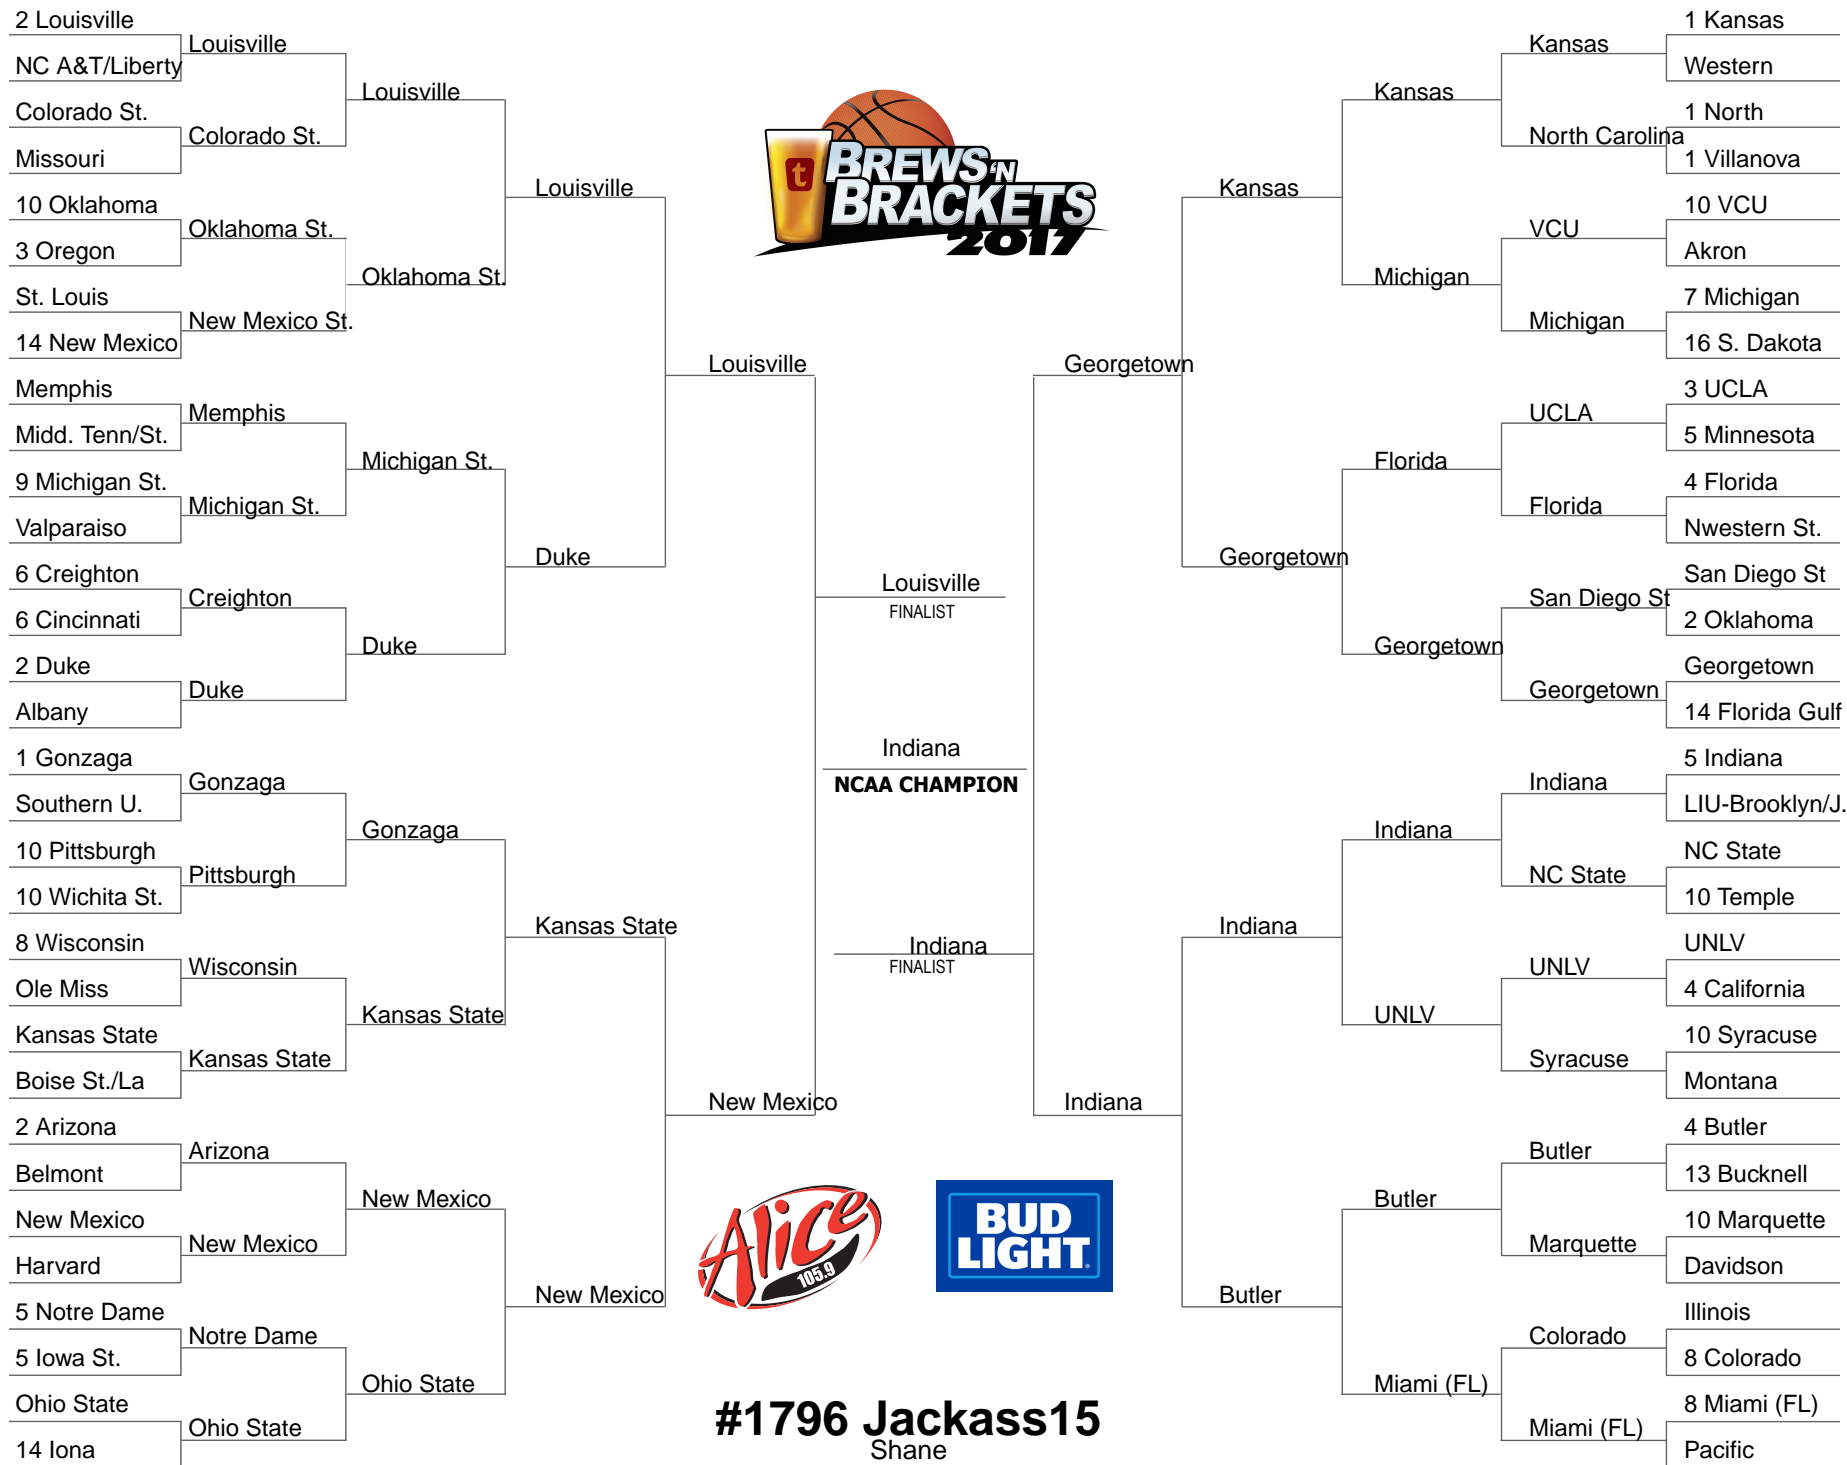 2 Louisville
NC A&T/Liberty
Colorado St.
Missouri
10 Oklahoma
3 Oregon
St. Louis
14 New Mexico
Memphis
Midd. Tenn/St.
9 Michigan St.
Valparaiso
6 Creighton
6 Cincinnati
2 Duke
Albany
1 Gonzaga
Southern U.
10 Pittsburgh
10 Wichita St.
8 Wisconsin
Ole Miss
Kansas State
Boise St./La
2 Arizona
Belmont
New Mexico
Harvard
5 Notre Dame
5 Iowa St.
Ohio State
14 Iona
Louisville
Colorado St.
Oklahoma St.
New Mexico St.
Memphis
Michigan St.
Creighton
Duke
Gonzaga
Pittsburgh
Wisconsin
Kansas State
Arizona
New Mexico
Notre Dame
Ohio State
Louisville
Oklahoma St.
Michigan St.
Duke
Gonzaga
Kansas State
New Mexico
Ohio State
Louisville
Duke
Kansas State
New Mexico
Louisville
New Mexico
t
BREWS 'N
BRACKETS
2017
Louisville
FINALIST
Indiana
NCAA CHAMPION
Indiana
FINALIST
Alice
105.9
BUD
LIGHT
#1796 Jackass15
Shane
Georgetown
Indiana
Kansas
Georgetown
Indiana
Butler
Kansas
Michigan
Florida
Georgetown
Indiana
UNLV
Butler
Miami (FL)
Kansas
North Carolina
VCU
Michigan
UCLA
Florida
San Diego St
Georgetown
Indiana
NC State
UNLV
Syracuse
Butler
Marquette
Colorado
Miami (FL)
1 Kansas
Western
1 North
1 Villanova
10 VCU
Akron
7 Michigan
16 S. Dakota
3 UCLA
5 Minnesota
4 Florida
Nwestern St.
San Diego St
2 Oklahoma
Georgetown
14 Florida Gulf
5 Indiana
LIU-Brooklyn/J.
NC State
10 Temple
UNLV
4 California
10 Syracuse
Montana
4 Butler
13 Bucknell
10 Marquette
Davidson
Illinois
8 Colorado
8 Miami (FL)
Pacific